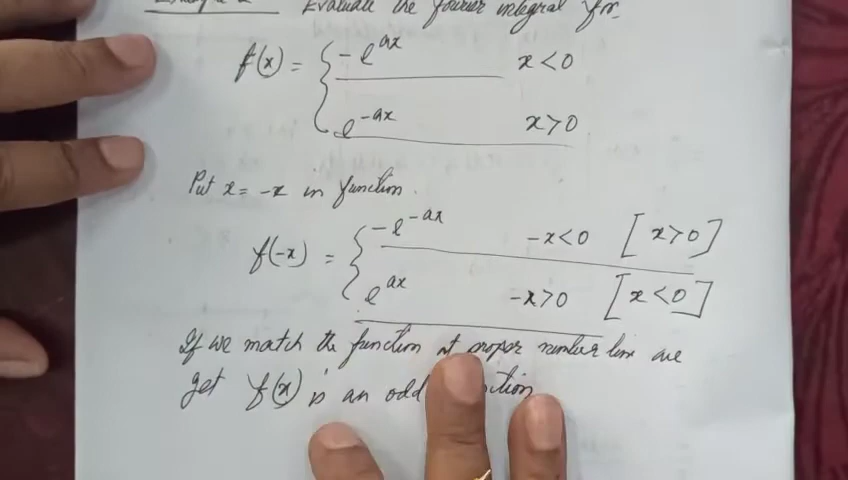 Evaluate the fourier integral fn.
f(x) = { -e^ax x<0
e^-ax x>0
Put x = -x in function.
f(-x) = { -e^-ax -x<0 [x>0]
e^ax -x>0 [x<0]
If we match the function at proper number line we
get f(x) is an odd